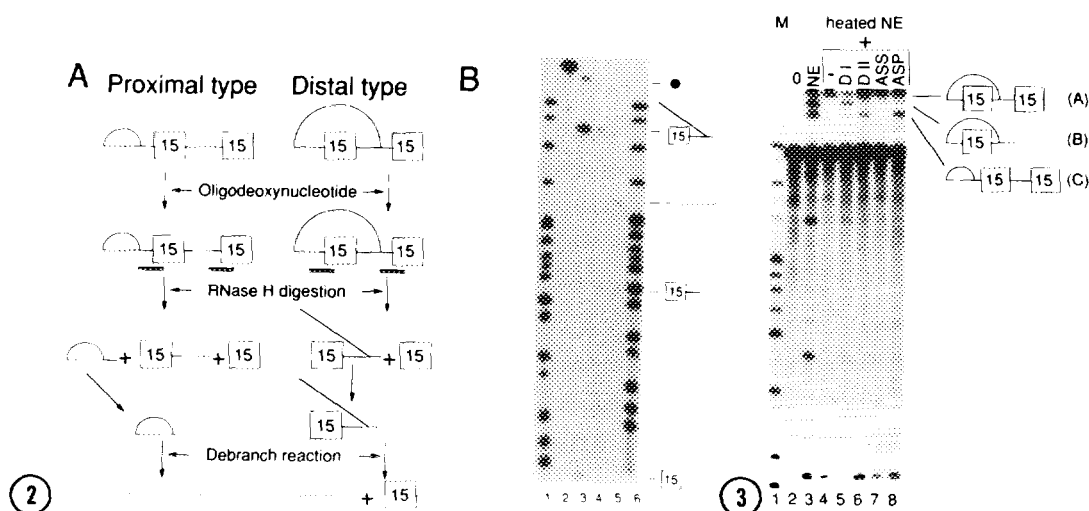 A
Proximal type Distal type
15 15 15 15
Oligodeoxynucleotide
15 15 15 15
RNase H digestion
+ 15 + 15 15 + 15
15
Debranch reaction
+ 15
2
B
15
15
15
1 2 3 4 5 6
M heated NE
+
0 NE - D I D II ASS ASP
15 15 (A)
15 (B)
15 15 (C)
3
1 2 3 4 5 6 7 8